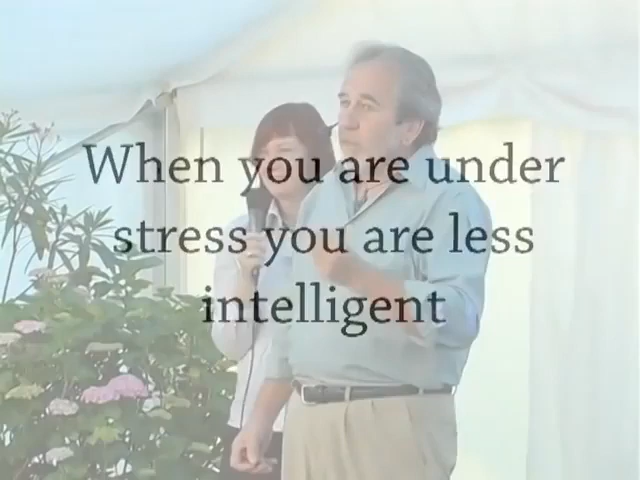 When you are under
stress you are less
intelligent